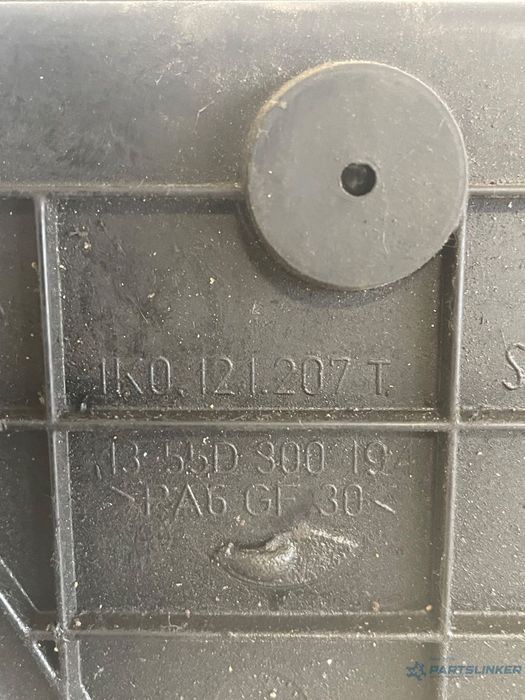 1K0.121.207 T
S
13 55D 300 19
>PA6 GF 30<
PARTSLINKER